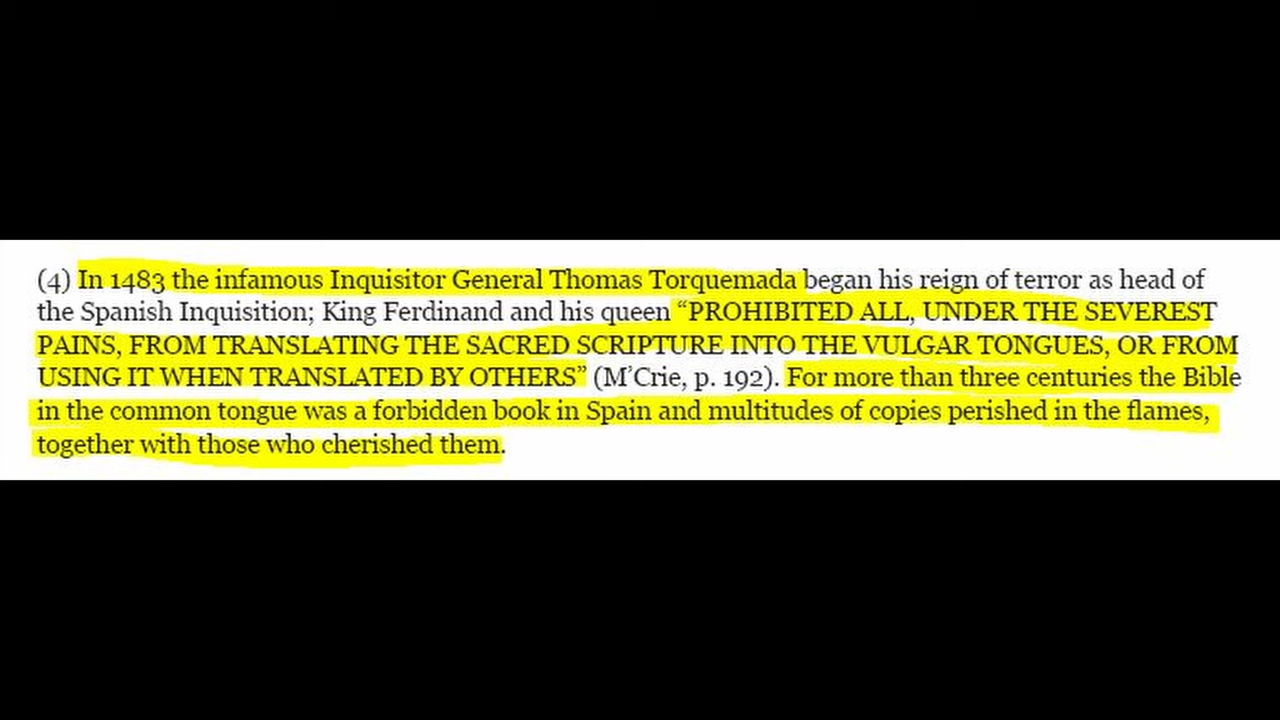 (4) In 1483 the infamous Inquisitor General Thomas Torquemada began his reign of terror as head of
the Spanish Inquisition; King Ferdinand and his queen “PROHIBITED ALL, UNDER THE SEVEREST
PAINS, FROM TRANSLATING THE SACRED SCRIPTURE INTO THE VULGAR TONGUES, OR FROM
USING IT WHEN TRANSLATED BY OTHERS” (M’Crie, p. 192). For more than three centuries the Bible
in the common tongue was a forbidden book in Spain and multitudes of copies perished in the flames,
together with those who cherished them.